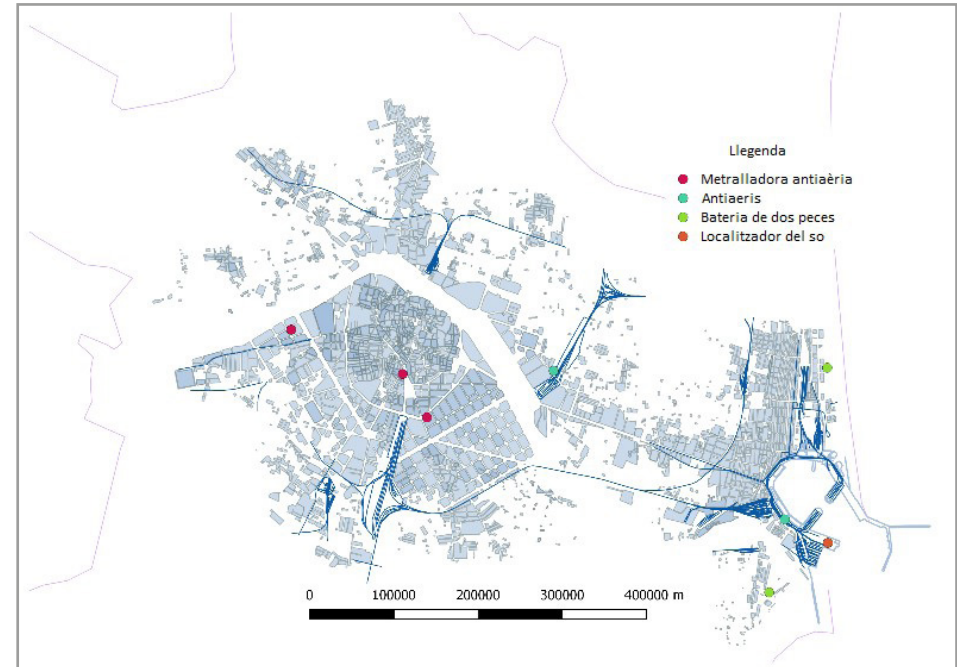 Llegenda
Metralladora antiaèria
Antiaeris
Bateria de dos peces
Localitzador del so
0 100000 200000 300000 400000 m